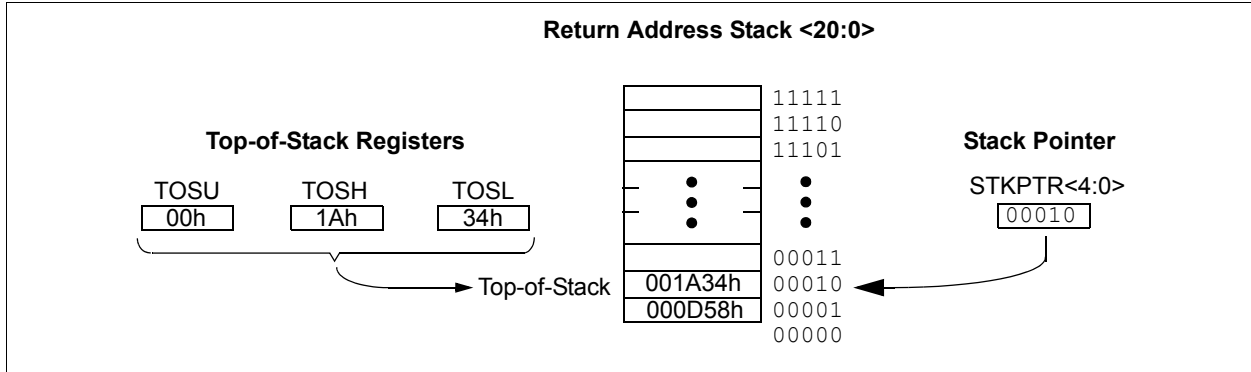 Return Address Stack <20:0>
11111
11110
Top-of-Stack Registers
11101
Stack Pointer
TOSU TOSH TOSL
STKPTR<4:0>
00h 1Ah 34h
00010
00011
Top-of-Stack 001A34h 00010
000D58h 00001
00000